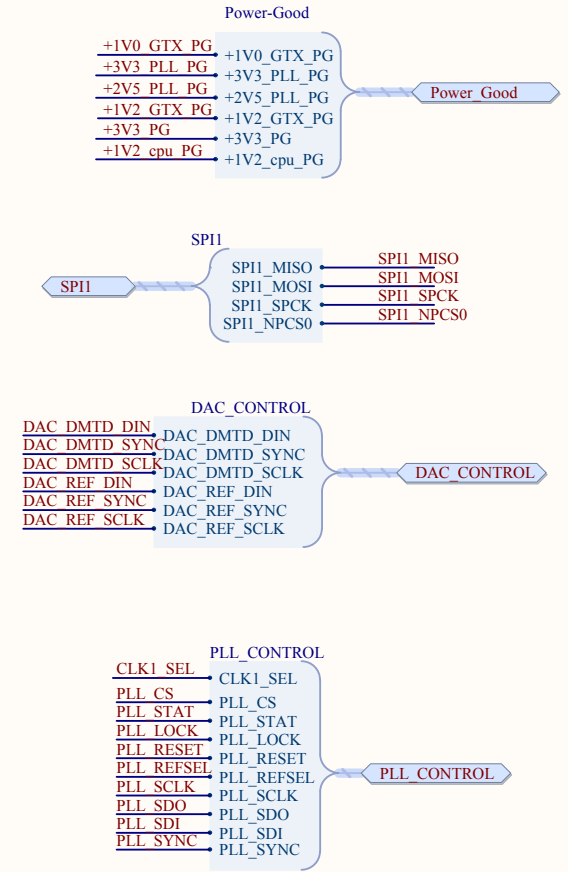 Power-Good
+1V0_GTX_PG +1V0_GTX_PG
+3V3_PLL_PG +3V3_PLL_PG
+2V5_PLL_PG +2V5_PLL_PG
Power_Good
+1V2_GTX_PG +1V2_GTX_PG
+3V3_PG +3V3_PG
+1V2_cpu_PG +1V2_cpu_PG
SPI1
SPI1_MISO SPI1_MISO
SPI1
SPI1_MOSI SPI1_MOSI
SPI1_SPCK SPI1_SPCK
SPI1_NPCS0 SPI1_NPCS0
DAC_CONTROL
DAC_DMTD_DIN DAC_DMTD_DIN
DAC_DMTD_SYNC DAC_DMTD_SYNC
DAC_DMTD_SCLK DAC_DMTD_SCLK
DAC_CONTROL
DAC_REF_DIN DAC_REF_DIN
DAC_REF_SYNC DAC_REF_SYNC
DAC_REF_SCLK DAC_REF_SCLK
PLL_CONTROL
CLK1_SEL CLK1_SEL
PLL_CS PLL_CS
PLL_STAT PLL_STAT
PLL_LOCK PLL_LOCK
PLL_RESET PLL_RESET
PLL_REFSEL PLL_REFSEL
PLL_CONTROL
PLL_SCLK PLL_SCLK
PLL_SDO PLL_SDO
PLL_SDI PLL_SDI
PLL_SYNC PLL_SYNC